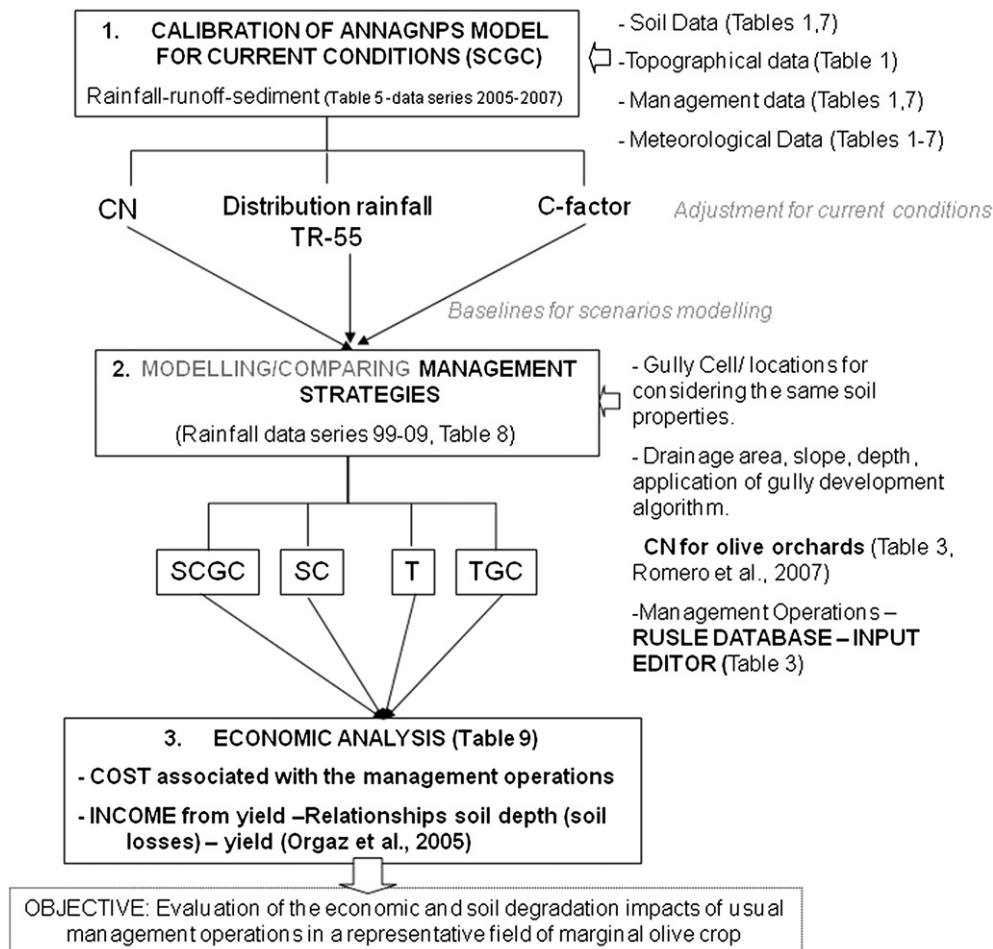 1. CALIBRATION OF ANNAGNPS MODEL
FOR CURRENT CONDITIONS (SCGC)
Rainfall-runoff-sediment (Table 5-data series 2005-2007)
- Soil Data (Tables 1,7)
-Topographical data (Table 1)
- Management data (Tables 1,7)
- Meteorological Data (Tables 1-7)
CN
Distribution rainfall
TR-55
C-factor
Adjustment for current conditions
Baselines for scenarios modelling
2. MODELLING/COMPARING MANAGEMENT
STRATEGIES
(Rainfall data series 99-09, Table 8)
- Gully Cell/ locations for
considering the same soil
properties.
- Drainage area, slope, depth,
application of gully development
algorithm.
CN for olive orchards (Table 3,
Romero et al., 2007)
-Management Operations –
RUSLE DATABASE – INPUT
EDITOR (Table 3)
SCGC
SC
T
TGC
3. ECONOMIC ANALYSIS (Table 9)
- COST associated with the management operations
- INCOME from yield –Relationships soil depth (soil
losses) – yield (Orgaz et al., 2005)
OBJECTIVE: Evaluation of the economic and soil degradation impacts of usual
management operations in a representative field of marginal olive crop